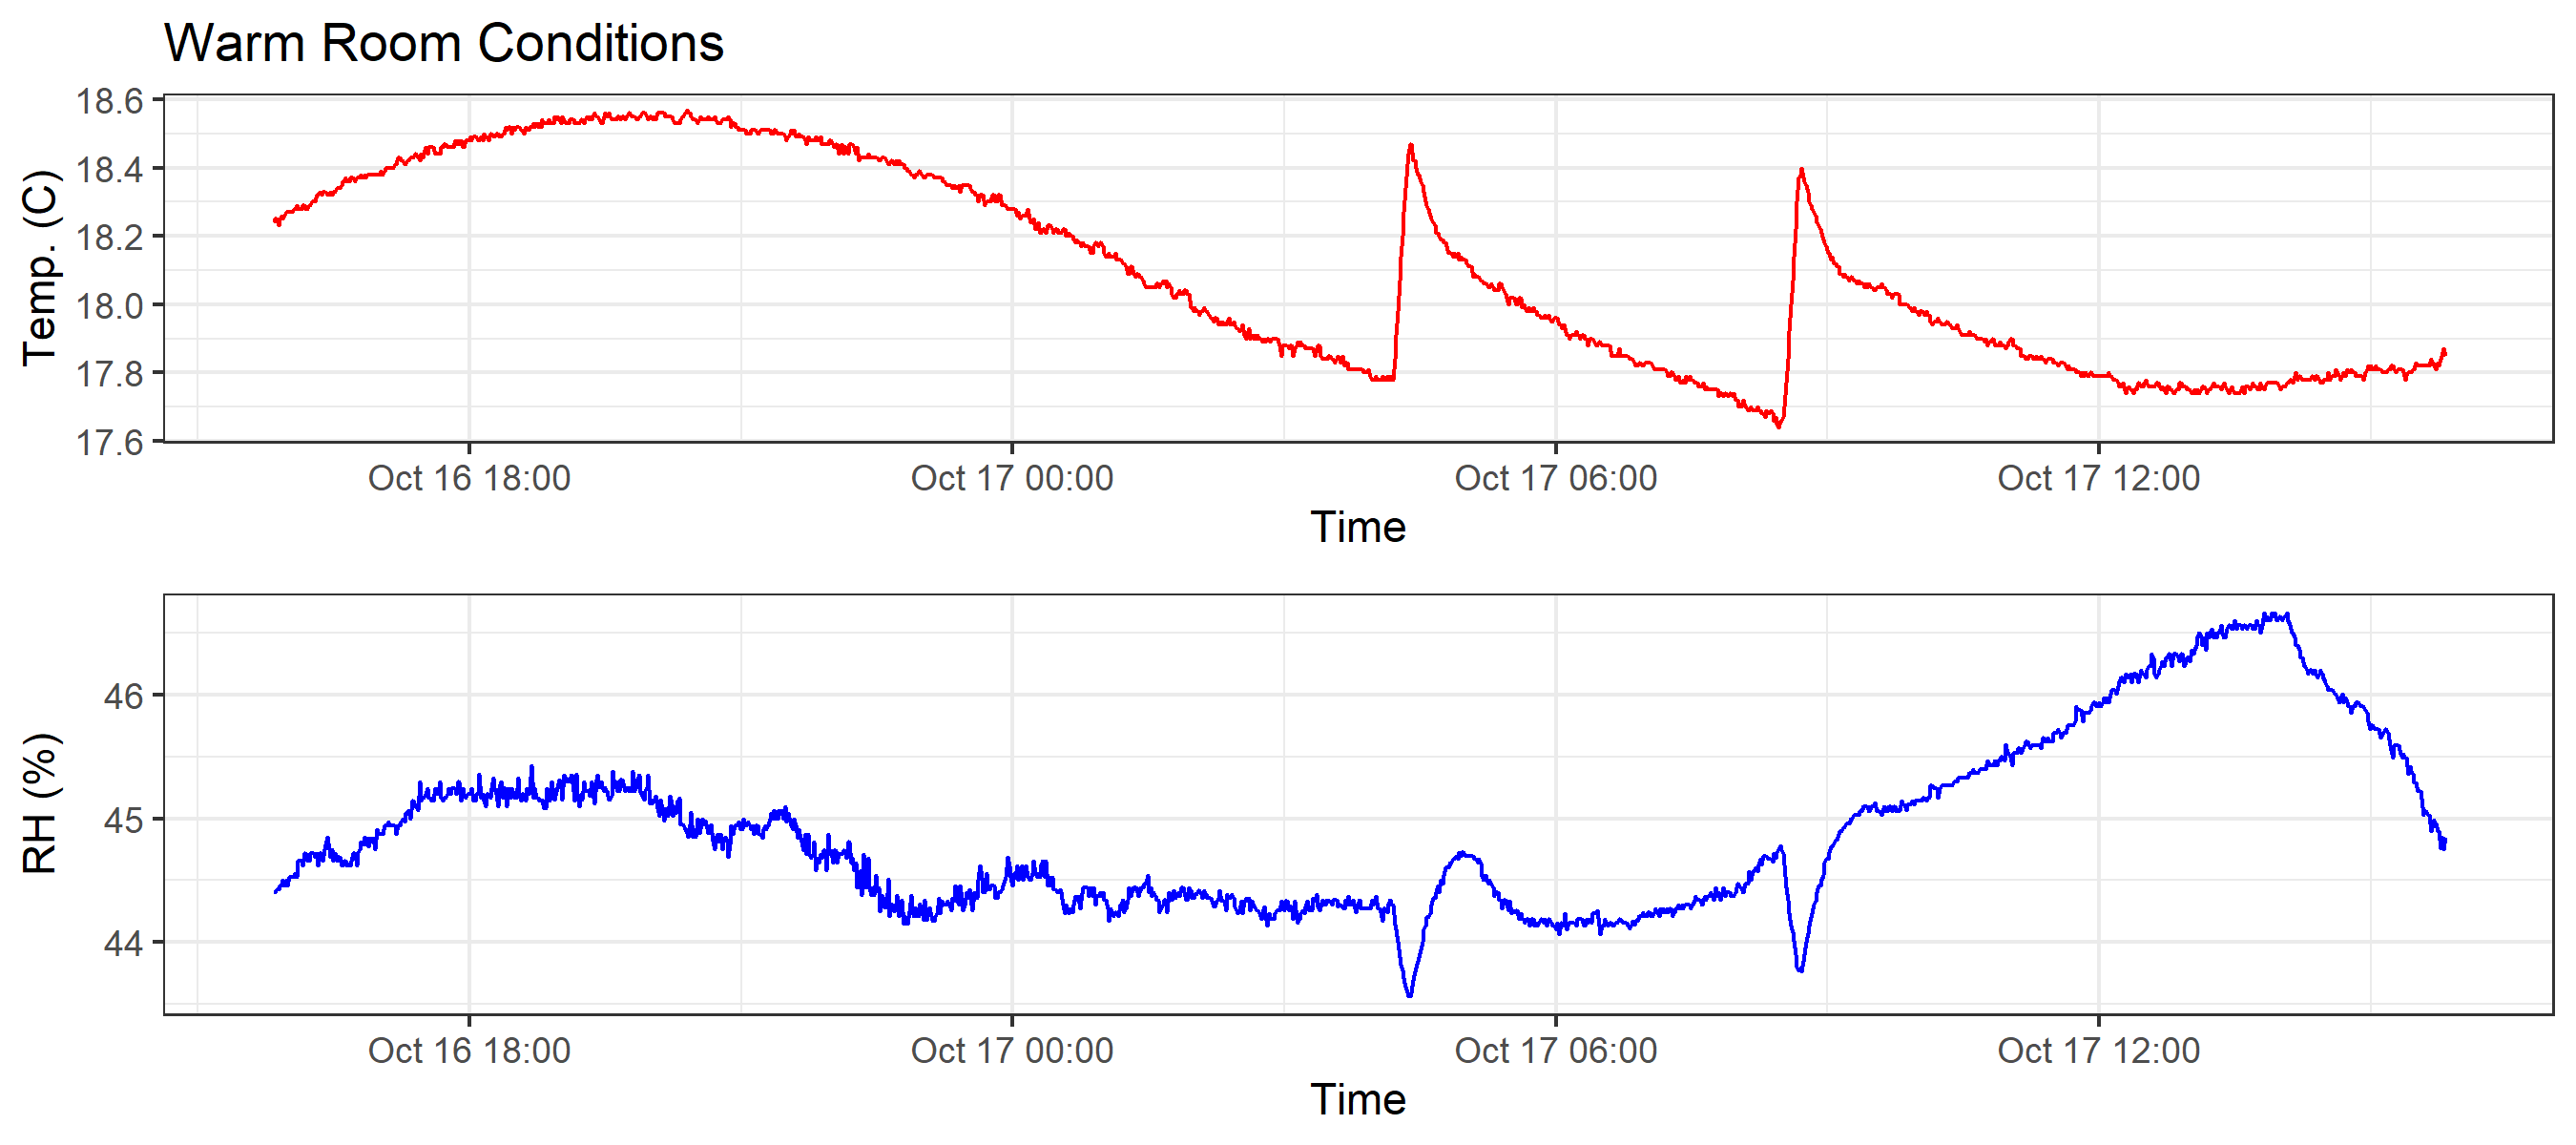 Warm Room Conditions
Temp. (C)
18.6
18.4
18.2
18.0
17.8
17.6
Oct 16 18:00 Oct 17 00:00 Oct 17 06:00 Oct 17 12:00
Time
RH (%)
46
45
44
Oct 16 18:00 Oct 17 00:00 Oct 17 06:00 Oct 17 12:00
Time